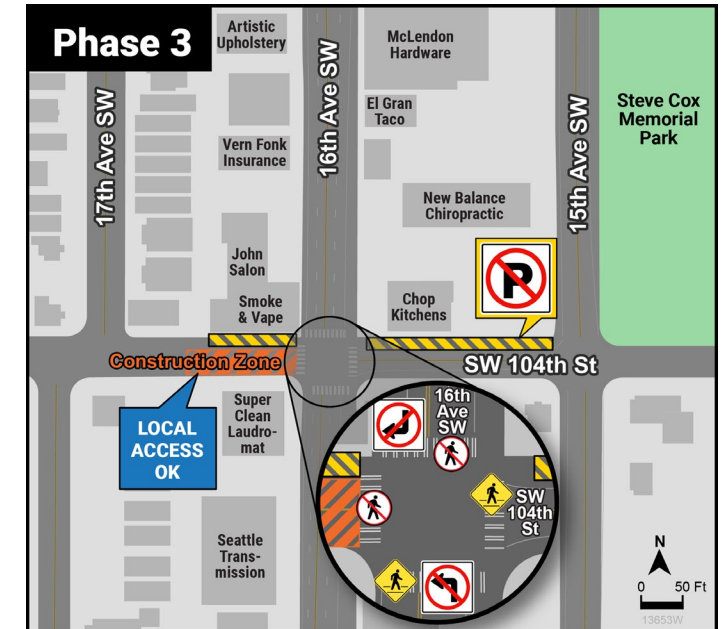 Phase 3
Artistic
Upholstery
16th Ave SW
McLendon
Hardware
El Gran
Taco
Steve Cox
Memorial
Park
17th Ave SW
15th Ave SW
Vern Fonk
Insurance
New Balance
Chiropractic
John
Salon
P
Smoke
& Vape
Chop
Kitchens
Construction Zone
SW 104th St
LOCAL
ACCESS
OK
Super
Clean
Laudro-
mat
16th
Ave
SW
SW
104th
St
Seattle
Trans-
mission
N
0 50 Ft
13653W